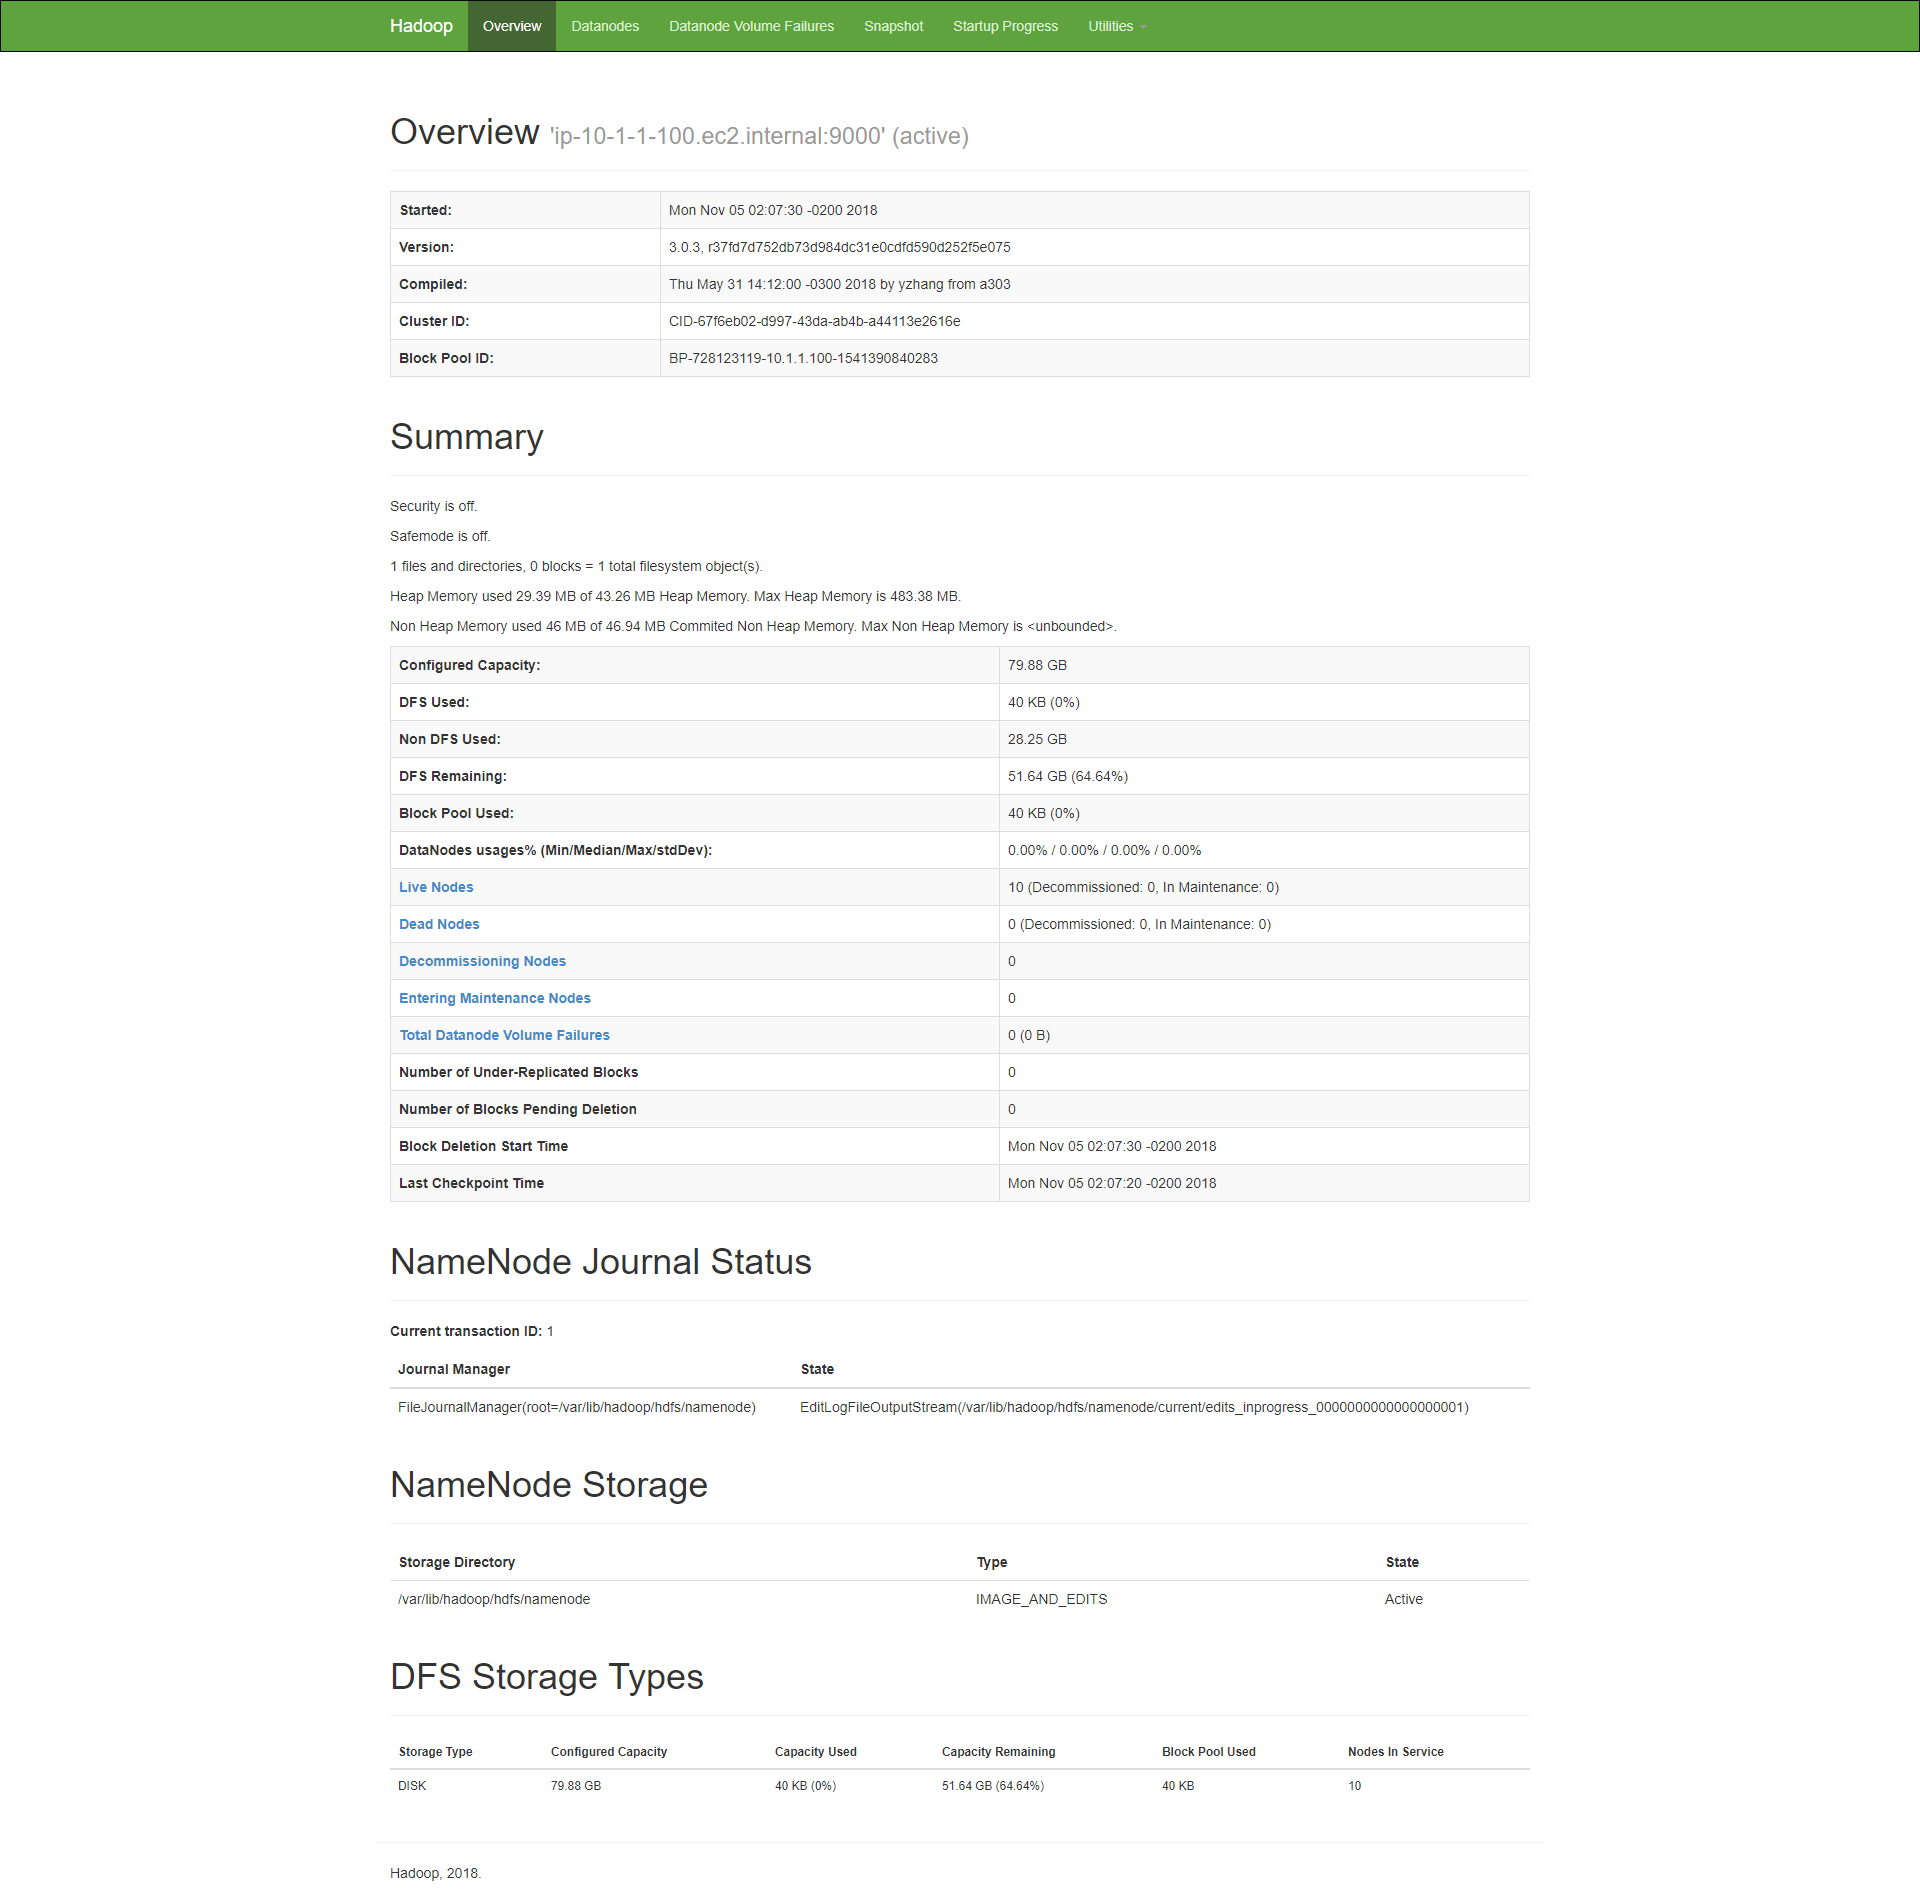 Hadoop Overview Datanodes Datanode Volume Failures Snapshot Startup Progress Utilities
Overview 'ip-10-1-1-100.ec2.internal:9000' (active)
Started: Mon Nov 05 02:07:30 -0200 2018
Version: 3.0.3, r37fd7d752db73d984dc31e0cdfd590d252f5e075
Compiled: Thu May 31 14:12:00 -0300 2018 by yzhang from a303
Cluster ID: CID-67f6eb02-d997-43da-ab4b-a44113e2616e
Block Pool ID: BP-728123119-10.1.1.100-1541390840283
Summary
Security is off.
Safemode is off.
1 files and directories, 0 blocks = 1 total filesystem object(s).
Heap Memory used 29.39 MB of 43.26 MB Heap Memory. Max Heap Memory is 483.38 MB.
Non Heap Memory used 46 MB of 46.94 MB Commited Non Heap Memory. Max Non Heap Memory is <unbounded>.
Configured Capacity: 79.88 GB
DFS Used: 40 KB (0%)
Non DFS Used: 28.25 GB
DFS Remaining: 51.64 GB (64.64%)
Block Pool Used: 40 KB (0%)
DataNodes usages% (Min/Median/Max/stdDev): 0.00% / 0.00% / 0.00% / 0.00%
Live Nodes 10 (Decommissioned: 0, In Maintenance: 0)
Dead Nodes 0 (Decommissioned: 0, In Maintenance: 0)
Decommissioning Nodes 0
Entering Maintenance Nodes 0
Total Datanode Volume Failures 0 (0 B)
Number of Under-Replicated Blocks 0
Number of Blocks Pending Deletion 0
Block Deletion Start Time Mon Nov 05 02:07:30 -0200 2018
Last Checkpoint Time Mon Nov 05 02:07:20 -0200 2018
NameNode Journal Status
Current transaction ID: 1
Journal Manager State
FileJournalManager(root=/var/lib/hadoop/hdfs/namenode) EditLogFileOutputStream(/var/lib/hadoop/hdfs/namenode/current/edits_inprogress_0000000000000000001)
NameNode Storage
Storage Directory Type State
/var/lib/hadoop/hdfs/namenode IMAGE_AND_EDITS Active
DFS Storage Types
Storage Type Configured Capacity Capacity Used Capacity Remaining Block Pool Used Nodes In Service
DISK 79.88 GB 40 KB (0%) 51.64 GB (64.64%) 40 KB 10
Hadoop, 2018.